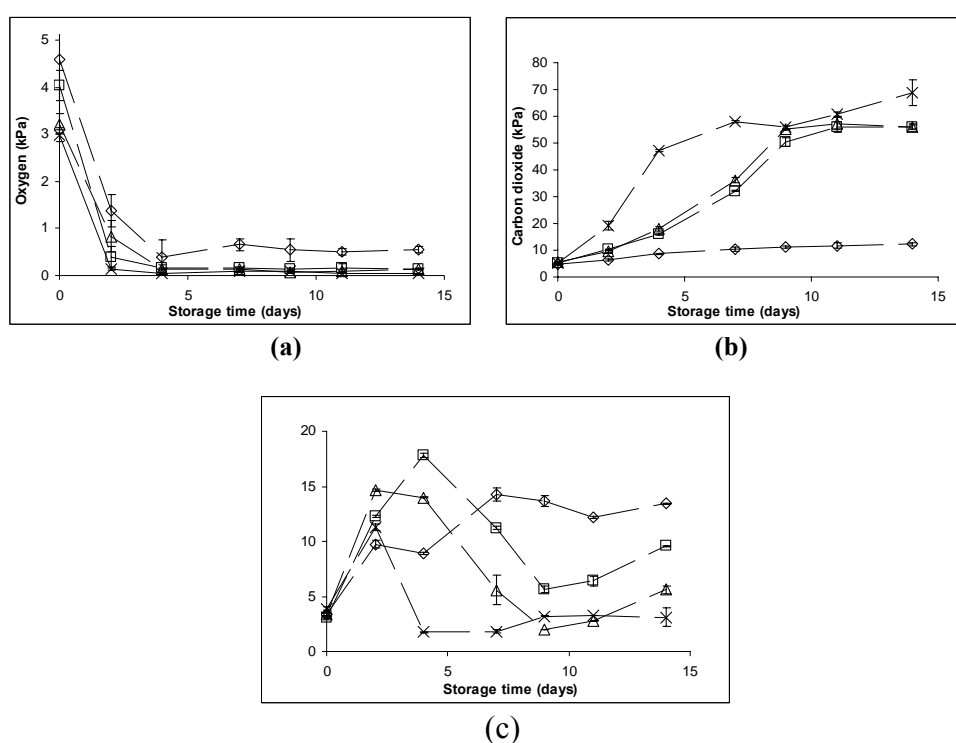 5
4
3
2
1
0
Oxygen (kPa)
0 5 10 15
Storage time (days)
(a)
80
70
60
50
40
30
20
10
0
Carbon dioxide (kPa)
0 5 10 15
Storage time (days)
(b)
20
15
10
5
0
0 5 10 15
Storage time (days)
(c)